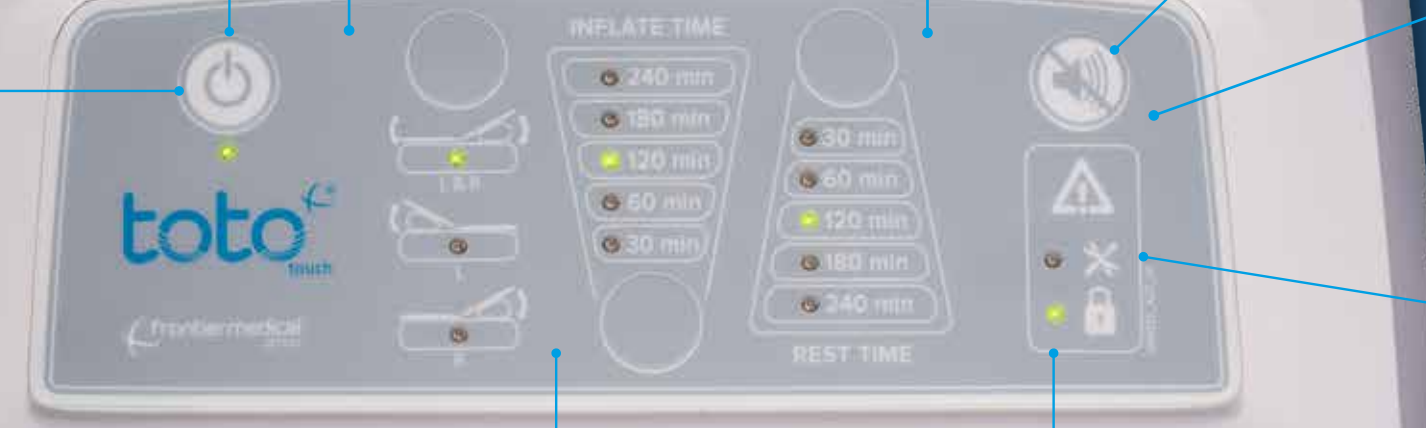 toto
touch
frontiermedical
L & R
L
R
INFLATE TIME
240 min
180 min
120 min
60 min
30 min
30 min
60 min
120 min
180 min
240 min
REST TIME